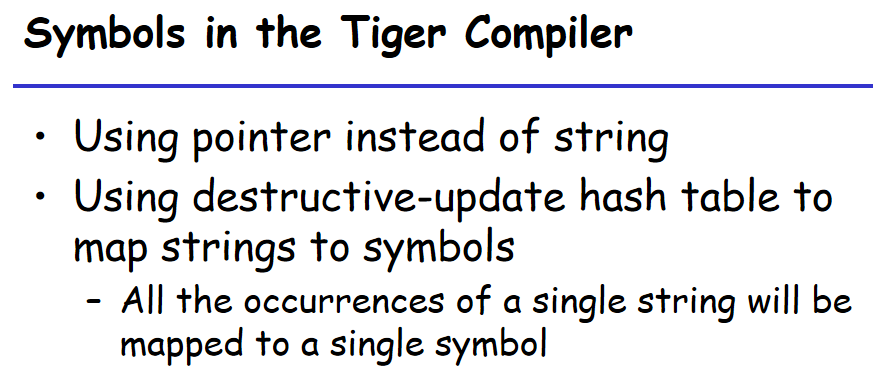 Symbols in the Tiger Compiler
• Using pointer instead of string
• Using destructive-update hash table to
map strings to symbols
– All the occurrences of a single string will be
mapped to a single symbol